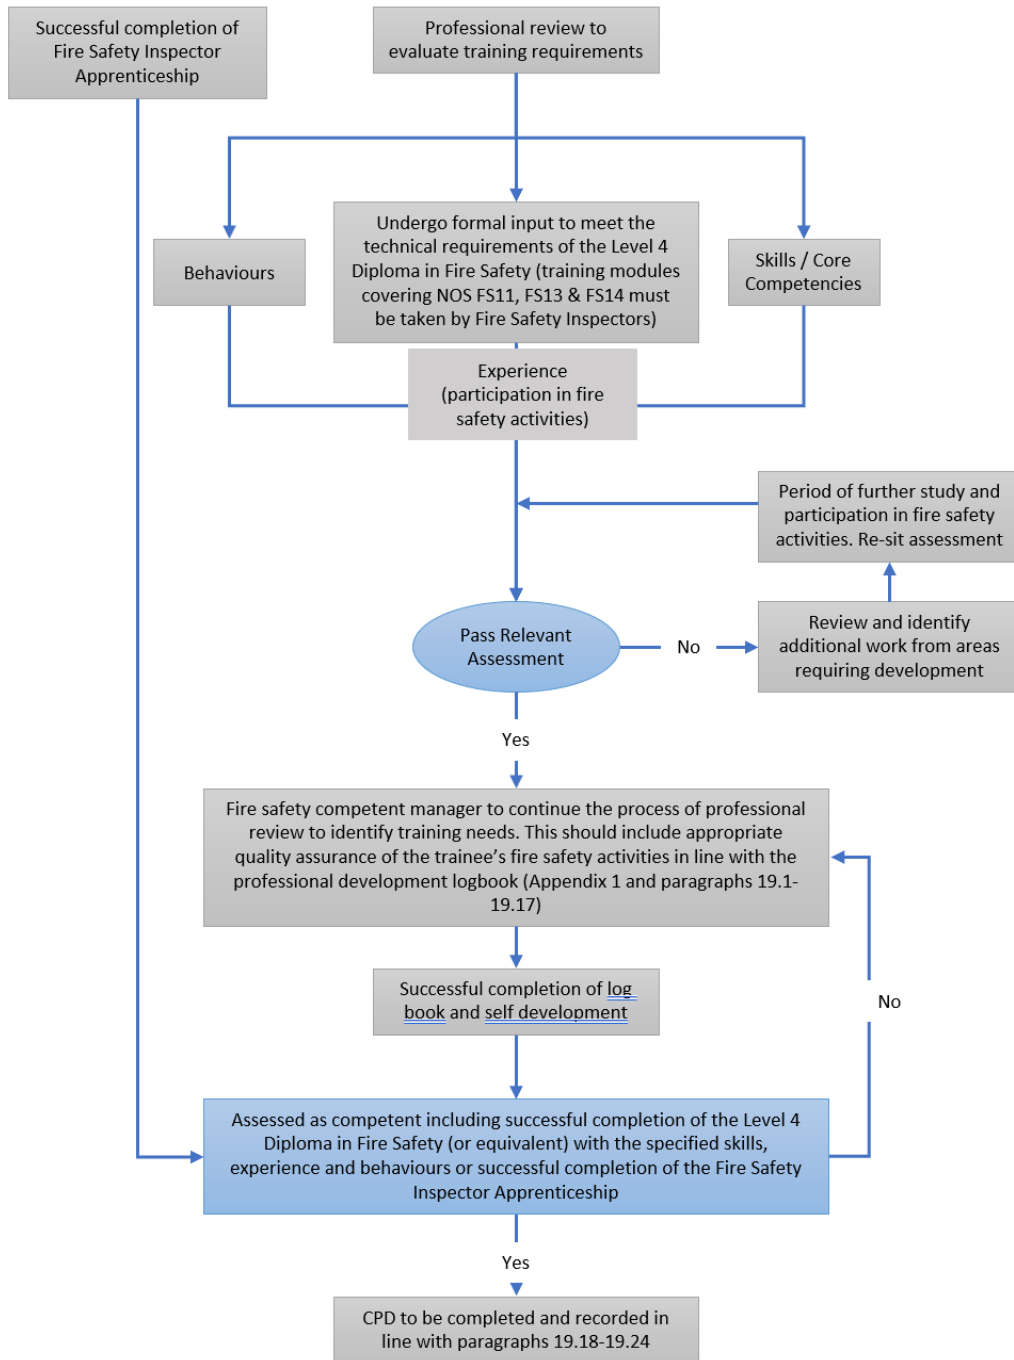 Successful completion of
Fire Safety Inspector
Apprenticeship
Professional review to
evaluate training requirements
Behaviours
Undergo formal input to meet the
technical requirements of the Level 4
Diploma in Fire Safety (training modules
covering NOS FS11, FS13 & FS14 must
be taken by Fire Safety Inspectors)
Skills / Core
Competencies
Experience
(participation in fire
safety activities)
Period of further study and
participation in fire safety
activities. Re-sit assessment
Pass Relevant
Assessment
No
Review and identify
additional work from areas
requiring development
Yes
Fire safety competent manager to continue the process of professional
review to identify training needs. This should include appropriate
quality assurance of the trainee’s fire safety activities in line with the
professional development logbook (Appendix 1 and paragraphs 19.1-
19.17)
Successful completion of log
book and self development
No
Assessed as competent including successful completion of the Level 4
Diploma in Fire Safety (or equivalent) with the specified skills,
experience and behaviours or successful completion of the Fire Safety
Inspector Apprenticeship
Yes
CPD to be completed and recorded in
line with paragraphs 19.18-19.24